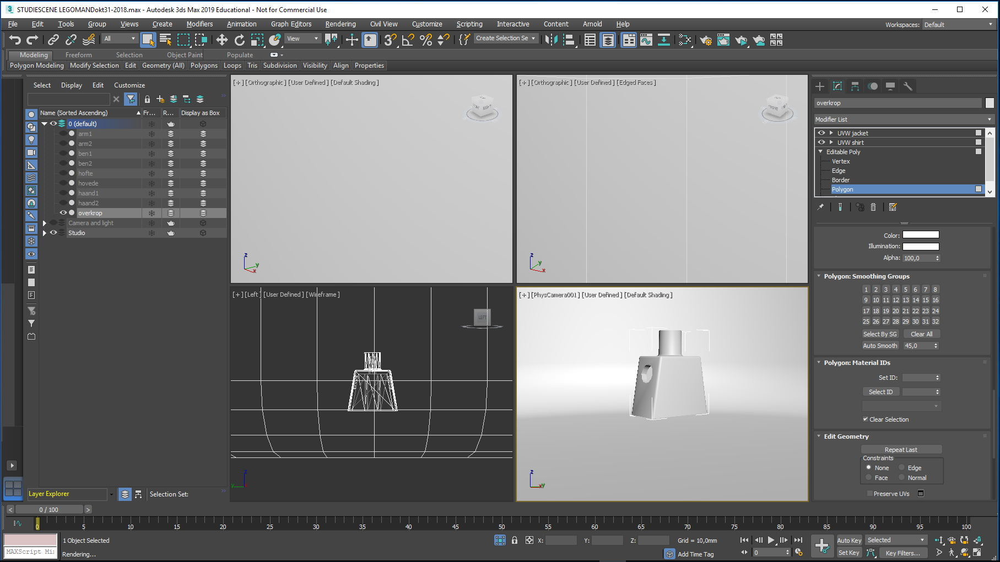 STUDIESCENE LEGOMANDokt31-2018.max - Autodesk 3ds Max 2019 Educational - Not for Commercial Use
File Edit Tools Group Views Create Modifiers Animation Graph Editors Rendering Civil View Customize Scripting Interactive Content Arnold Help
Workspaces: Default
All View Create Selection Se
Modeling Freeform Selection Object Paint Populate
Polygon Modeling Modify Selection Edit Geometry (All) Polygons Loops Tris Subdivision Visibility Align Properties
Select Display Edit Customize
Name (Sorted Ascending) Fr... R... Display as Box
0 (default)
arm1
arm2
ben1
ben2
hofte
hovede
haand1
haand2
overkrop
Camera and light
Studio
Layer Explorer
Selection Set:
[+] [Orthographic] [User Defined] [Default Shading]
RIGHT
z
y
x
[+] [Orthographic] [User Defined] [Edged Faces]
FRONT
z
y
x
[+] [Left] [User Defined] [Wireframe]
LEFT
z
y
[+] [PhysCamera001] [User Defined] [Default Shading]
z
xy
overkrop
Modifier List
UVW jacket
UVW shirt
Editable Poly
Vertex
Edge
Border
Polygon
Color:
Illumination:
Alpha: 100,0
Polygon: Smoothing Groups
1 2 3 4 5 6 7 8
9 10 11 12 13 14 15 16
17 18 19 20 21 22 23 24
25 26 27 28 29 30 31 32
Select By SG Clear All
Auto Smooth 45,0
Polygon: Material IDs
Set ID:
Select ID
Clear Selection
Edit Geometry
Repeat Last
Constraints
None Edge
Face Normal
Preserve UVs
< 0 / 100 >
0 5 10 15 20 25 30 35 40 45 50 55 60 65 70 75 80 85 90 95 100
1 Object Selected
MAXScript Mi
Rendering...
X: Y: Z: Grid = 10,0mm
Add Time Tag
0
Auto Key Selected
Set Key Key Filters...